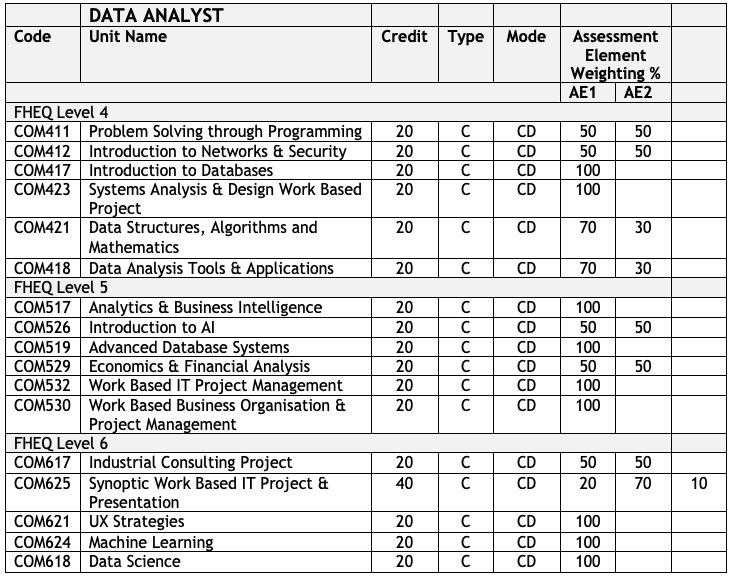 DATA ANALYST
Code Unit Name Credit Type Mode Assessment
Element
Weighting %
AE1 AE2
FHEQ Level 4
COM411 Problem Solving through Programming 20 C CD 50 50
COM412 Introduction to Networks & Security 20 C CD 50 50
COM417 Introduction to Databases 20 C CD 100
COM423 Systems Analysis & Design Work Based 20 C CD 100
Project
COM421 Data Structures, Algorithms and 20 C CD 70 30
Mathematics
COM418 Data Analysis Tools & Applications 20 C CD 70 30
FHEQ Level 5
COM517 Analytics & Business Intelligence 20 C CD 100
COM526 Introduction to AI 20 C CD 50 50
COM519 Advanced Database Systems 20 C CD 100
COM529 Economics & Financial Analysis 20 C CD 50 50
COM532 Work Based IT Project Management 20 C CD 100
COM530 Work Based Business Organisation & 20 C CD 100
Project Management
FHEQ Level 6
COM617 Industrial Consulting Project 20 C CD 50 50
COM625 Synoptic Work Based IT Project & 40 C CD 20 70 10
Presentation
COM621 UX Strategies 20 C CD 100
COM624 Machine Learning 20 C CD 100
COM618 Data Science 20 C CD 100